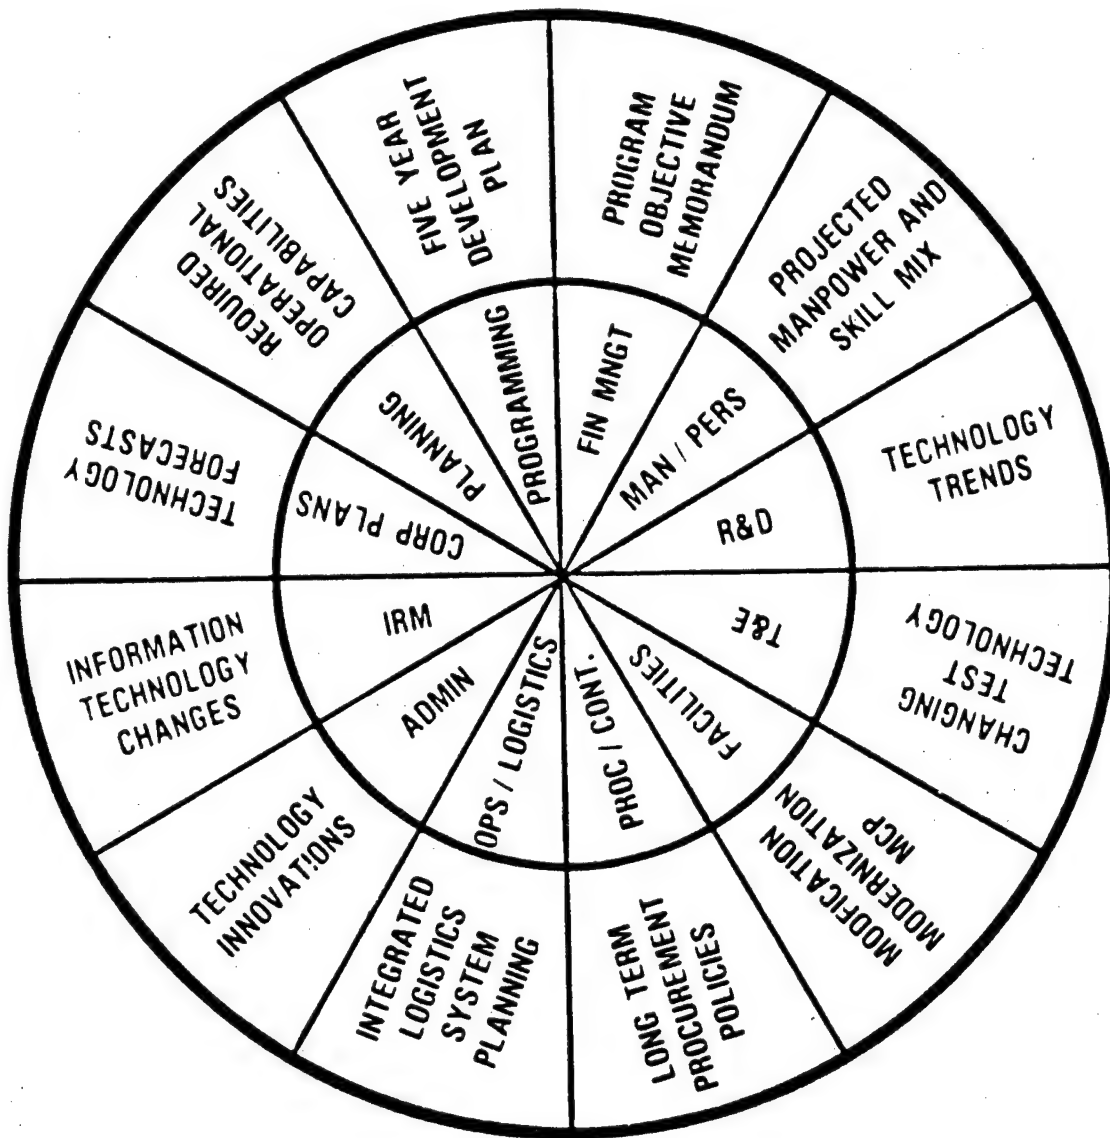 PROGRAM
OBJECTIVE
MEMORANDUM
PROJECTED
MANPOWER AND
SKILL MIX
TECHNOLOGY
TRENDS
CHANGING
TEST
TECHNOLOGY
MODIFICATION
MODERNIZATION
MCP
LONG TERM
PROCUREMENT
POLICIES
INTEGRATED
LOGISTICS
SYSTEM
PLANNING
TECHNOLOGY
INNOVATIONS
INFORMATION
TECHNOLOGY
CHANGES
TECHNOLOGY
FORECASTS
REQUIRED
OPERATIONAL
CAPABILITIES
FIVE YEAR
DEVELOPMENT
PLAN
FIN MNGT
MAN / PERS
R&D
T&E
FACILITIES
PROC / CONT.
OPS / LOGISTICS
ADMIN
IRM
CORP PLANS
PLANNING
PROGRAMMING